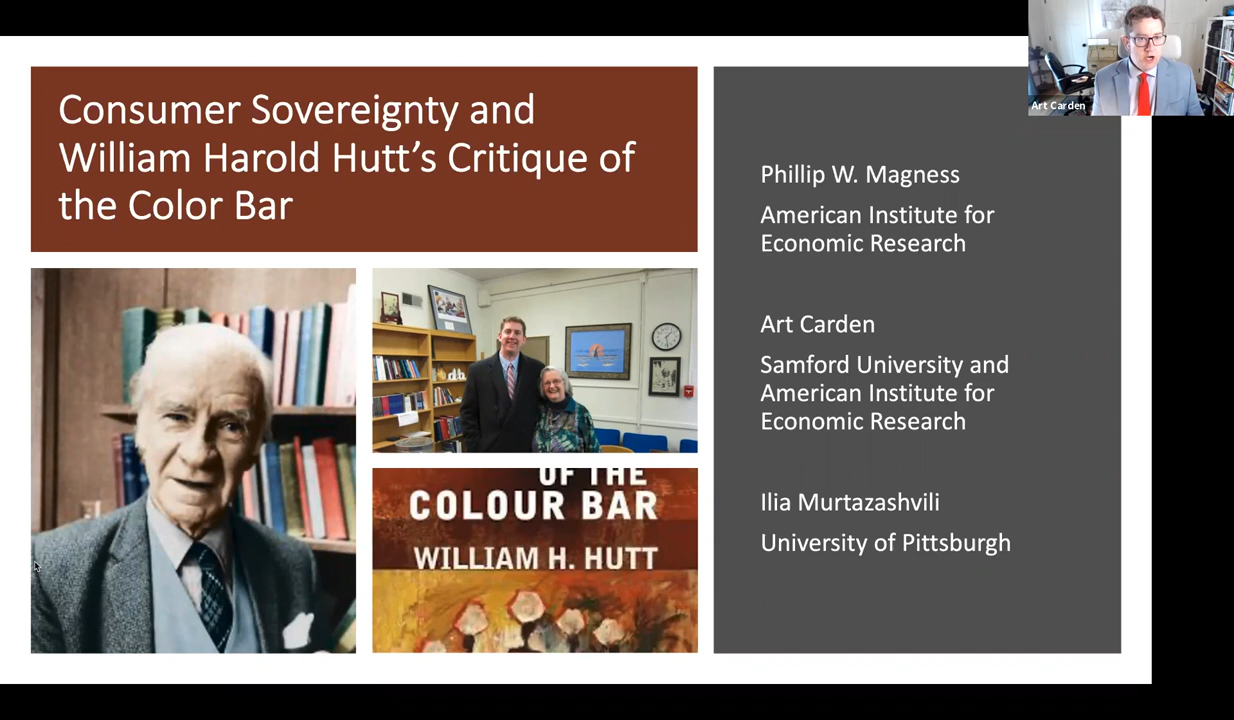 Consumer Sovereignty and
William Harold Hutt's Critique of
the Color Bar
OF THE
COLOUR BAR
WILLIAM H. HUTT
Phillip W. Magness
American Institute for
Economic Research
Art Carden
Samford University and
American Institute for
Economic Research
Ilia Murtazashvili
University of Pittsburgh
Art Carden